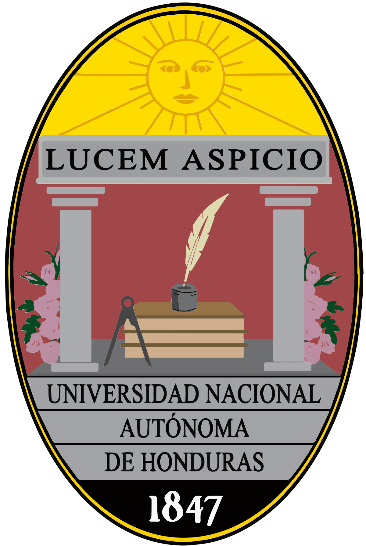 LUCEM ASPICIO
UNIVERSIDAD NACIONAL
AUTÓNOMA
DE HONDURAS
1847